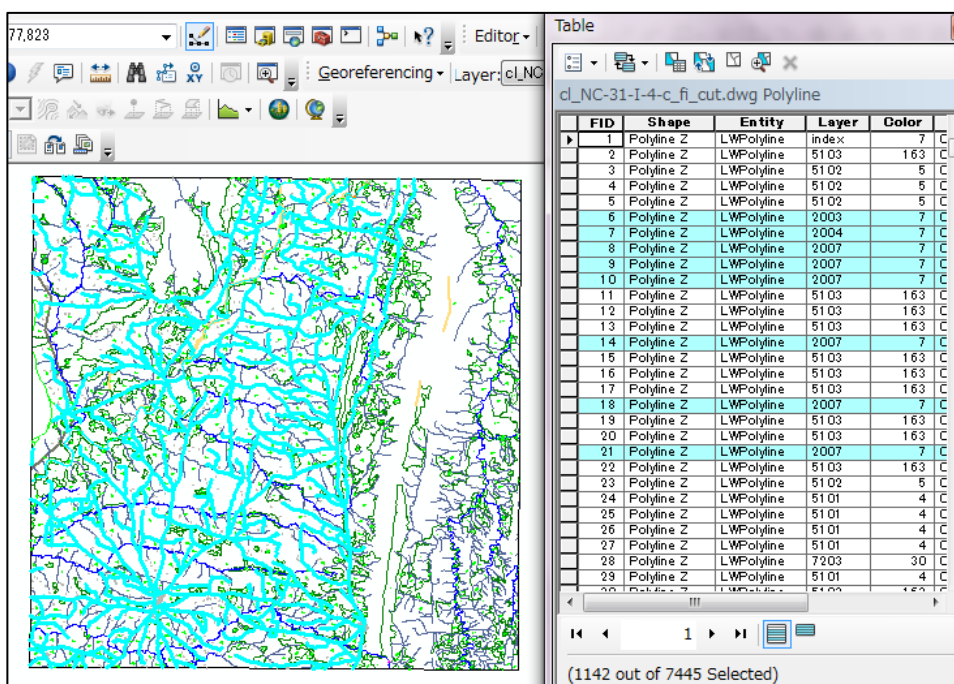 77,823
Editor
Georeferencing
Layer: cl_NC
XY
Table
cl_NC-31-I-4-c_fi_cut.dwg Polyline
FID Shape Entity Layer Color
1 Polyline Z LWPolyline index 7 C
2 Polyline Z LWPolyline 5103 163 C
3 Polyline Z LWPolyline 5102 5 C
4 Polyline Z LWPolyline 5102 5 C
5 Polyline Z LWPolyline 5102 5 C
6 Polyline Z LWPolyline 2003 7 C
7 Polyline Z LWPolyline 2004 7 C
8 Polyline Z LWPolyline 2007 7 C
9 Polyline Z LWPolyline 2007 7 C
10 Polyline Z LWPolyline 2007 7 C
11 Polyline Z LWPolyline 5103 163 C
12 Polyline Z LWPolyline 5103 163 C
13 Polyline Z LWPolyline 5103 163 C
14 Polyline Z LWPolyline 2007 7 C
15 Polyline Z LWPolyline 5103 163 C
16 Polyline Z LWPolyline 5103 163 C
17 Polyline Z LWPolyline 5103 163 C
18 Polyline Z LWPolyline 2007 7 C
19 Polyline Z LWPolyline 5103 163 C
20 Polyline Z LWPolyline 5103 163 C
21 Polyline Z LWPolyline 2007 7 C
22 Polyline Z LWPolyline 5103 163 C
23 Polyline Z LWPolyline 5102 5 C
24 Polyline Z LWPolyline 5101 4 C
25 Polyline Z LWPolyline 5101 4 C
26 Polyline Z LWPolyline 5101 4 C
27 Polyline Z LWPolyline 5101 4 C
28 Polyline Z LWPolyline 7203 30 C
29 Polyline Z LWPolyline 5101 4 C
1
(1142 out of 7445 Selected)